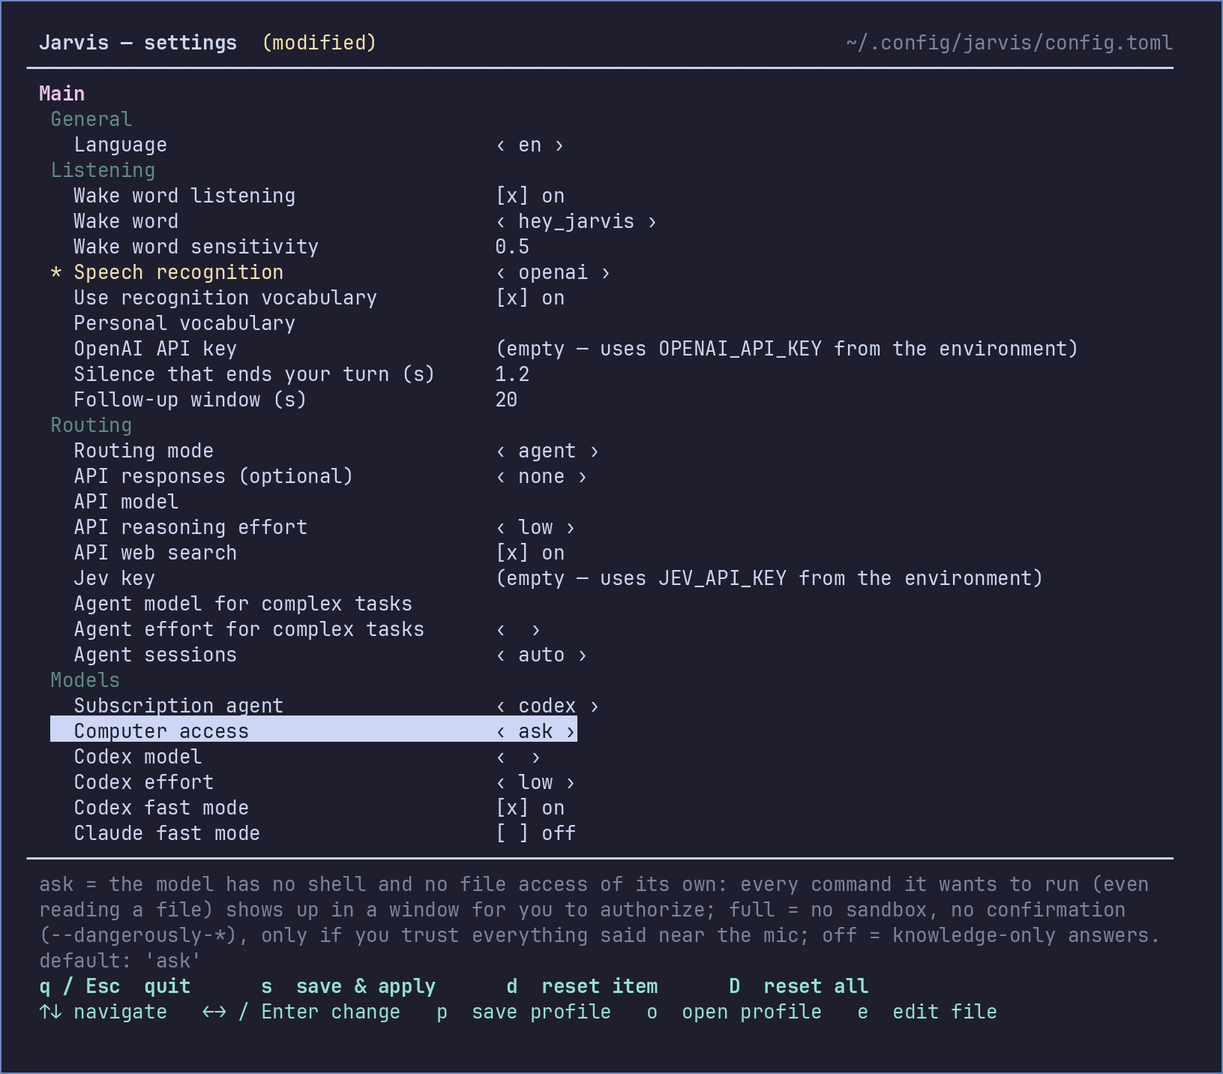 Jarvis — settings  (modified)  ~/.config/jarvis/config.toml
Main
General
Language  ‹ en ›
Listening
Wake word listening  [x] on
Wake word  ‹ hey_jarvis ›
Wake word sensitivity  0.5
* Speech recognition  ‹ openai ›
Use recognition vocabulary  [x] on
Personal vocabulary
OpenAI API key  (empty — uses OPENAI_API_KEY from the environment)
Silence that ends your turn (s)  1.2
Follow-up window (s)  20
Routing
Routing mode  ‹ agent ›
API responses (optional)  ‹ none ›
API model
API reasoning effort  ‹ low ›
API web search  [x] on
Jev key  (empty — uses JEV_API_KEY from the environment)
Agent model for complex tasks
Agent effort for complex tasks  ‹  ›
Agent sessions  ‹ auto ›
Models
Subscription agent  ‹ codex ›
Computer access  ‹ ask ›
Codex model  ‹  ›
Codex effort  ‹ low ›
Codex fast mode  [x] on
Claude fast mode  [ ] off
ask = the model has no shell and no file access of its own: every command it wants to run (even
reading a file) shows up in a window for you to authorize; full = no sandbox, no confirmation
(--dangerously-*), only if you trust everything said near the mic; off = knowledge-only answers.
default: 'ask'
q / Esc  quit  s  save & apply  d  reset item  D  reset all
↑↓ navigate  ←→ / Enter change  p  save profile  o  open profile  e  edit file